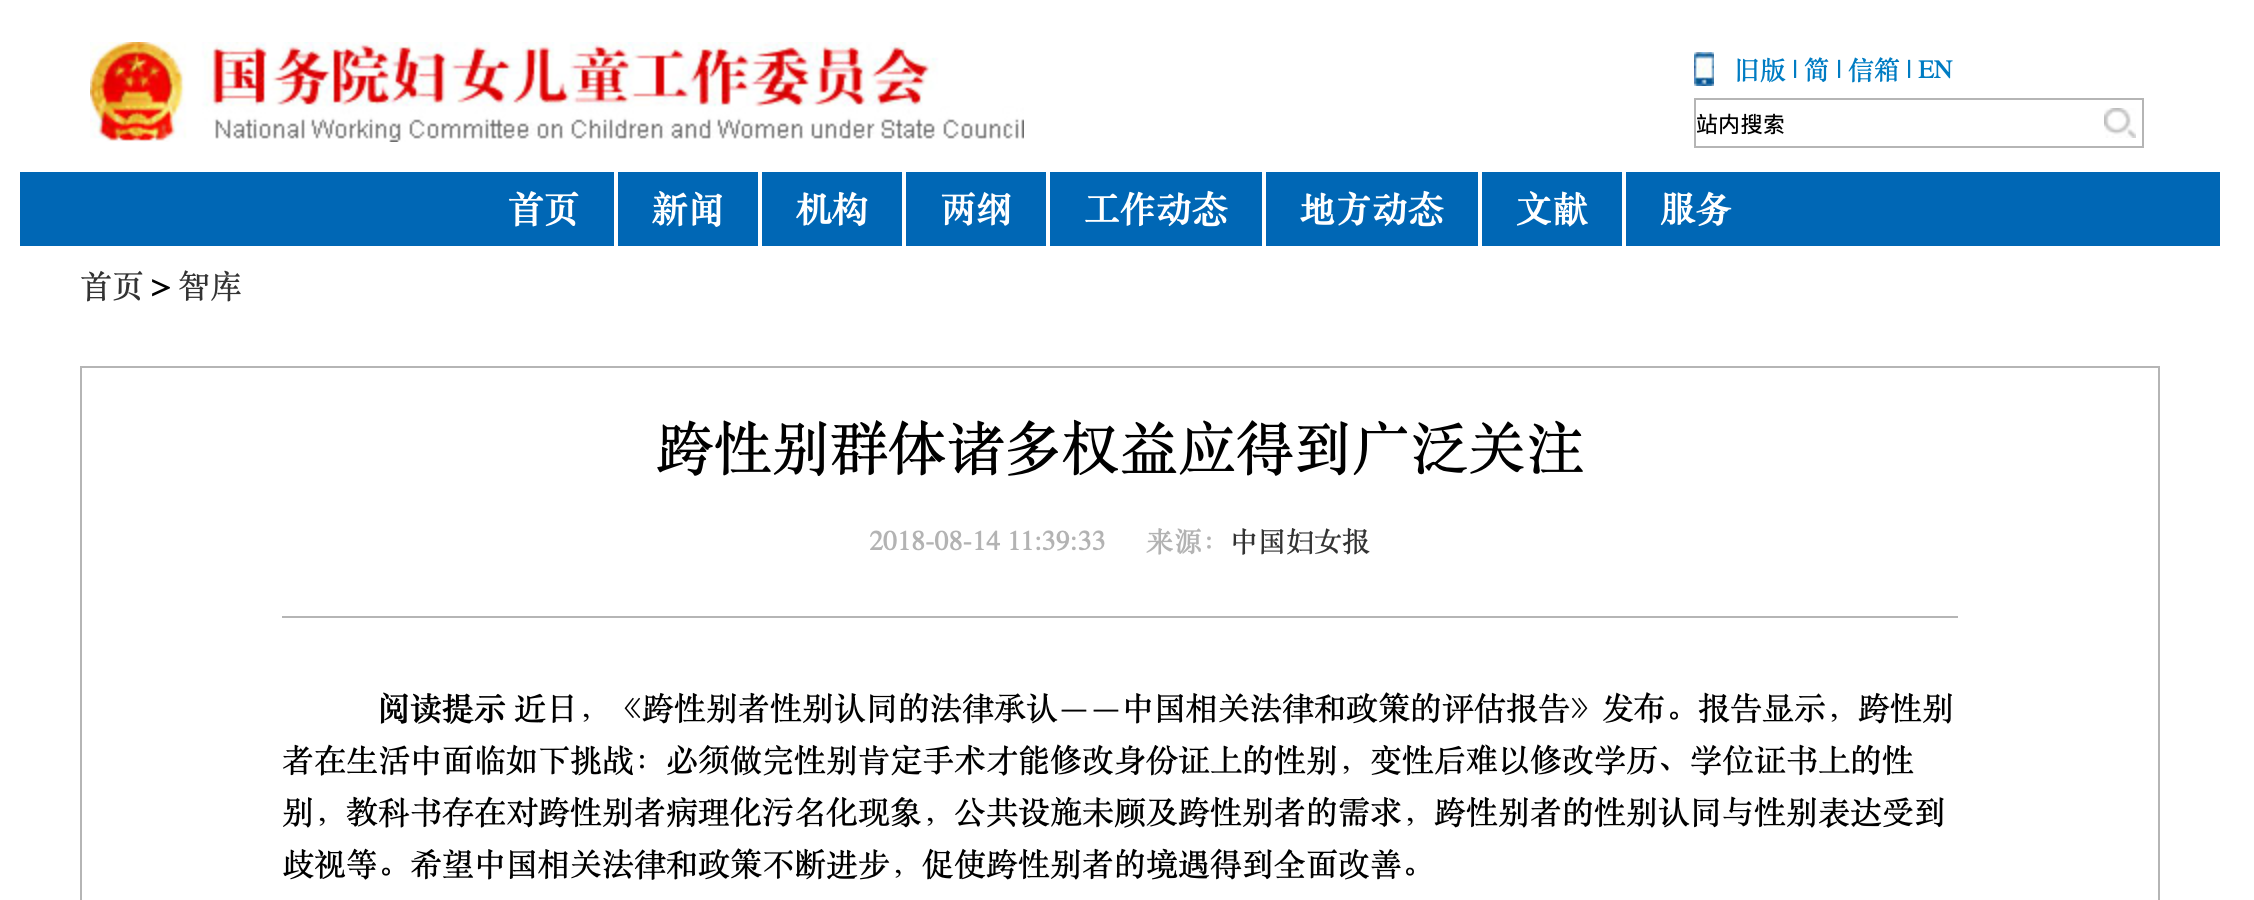 国务院妇女儿童工作委员会
National Working Committee on Children and Women under State Council
旧版 | 简 | 信箱 | EN
站内搜索
首页 新闻 机构 两纲 工作动态 地方动态 文献 服务
首页 > 智库
跨性别群体诸多权益应得到广泛关注
2018-08-14 11:39:33 来源：中国妇女报
阅读提示 近日，《跨性别者性别认同的法律承认——中国相关法律和政策的评估报告》发布。报告显示，跨性别
者在生活中面临如下挑战：必须做完性别肯定手术才能修改身份证上的性别，变性后难以修改学历、学位证书上的性
别，教科书存在对跨性别者病理化污名化现象，公共设施未顾及跨性别者的需求，跨性别者的性别认同与性别表达受到
歧视等。希望中国相关法律和政策不断进步，促使跨性别者的境遇得到全面改善。